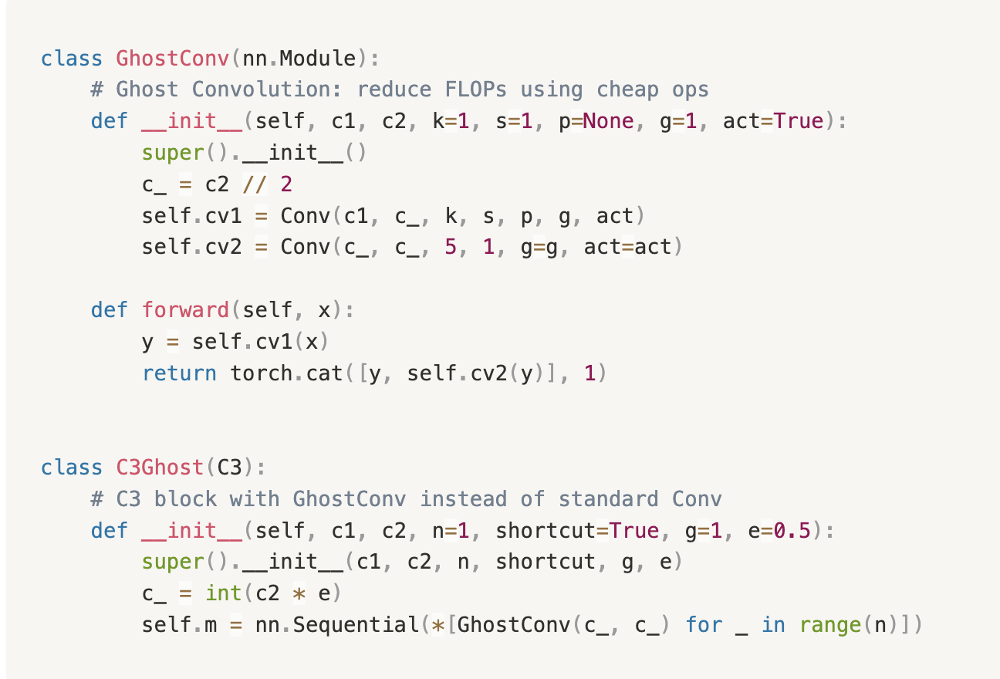 class GhostConv(nn.Module):
    # Ghost Convolution: reduce FLOPs using cheap ops
    def __init__(self, c1, c2, k=1, s=1, p=None, g=1, act=True):
        super().__init__()
        c_ = c2 // 2
        self.cv1 = Conv(c1, c_, k, s, p, g, act)
        self.cv2 = Conv(c_, c_, 5, 1, g=g, act=act)

    def forward(self, x):
        y = self.cv1(x)
        return torch.cat([y, self.cv2(y)], 1)


class C3Ghost(C3):
    # C3 block with GhostConv instead of standard Conv
    def __init__(self, c1, c2, n=1, shortcut=True, g=1, e=0.5):
        super().__init__(c1, c2, n, shortcut, g, e)
        c_ = int(c2 * e)
        self.m = nn.Sequential(*[GhostConv(c_, c_) for _ in range(n)])